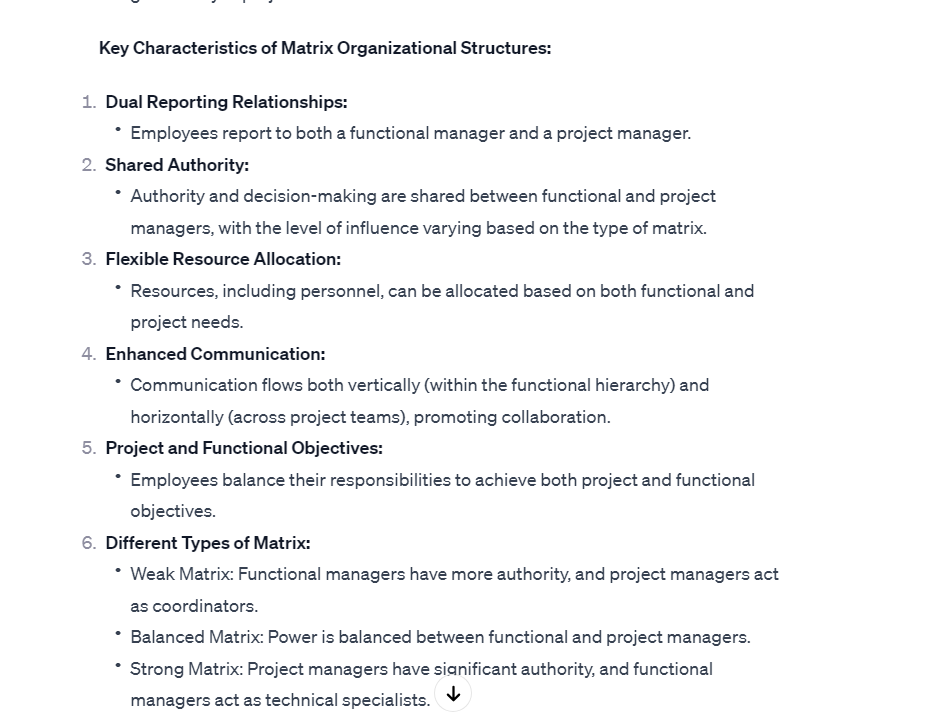 Key Characteristics of Matrix Organizational Structures:
1. Dual Reporting Relationships:
• Employees report to both a functional manager and a project manager.
2. Shared Authority:
• Authority and decision-making are shared between functional and project
managers, with the level of influence varying based on the type of matrix.
3. Flexible Resource Allocation:
• Resources, including personnel, can be allocated based on both functional and
project needs.
4. Enhanced Communication:
• Communication flows both vertically (within the functional hierarchy) and
horizontally (across project teams), promoting collaboration.
5. Project and Functional Objectives:
• Employees balance their responsibilities to achieve both project and functional
objectives.
6. Different Types of Matrix:
• Weak Matrix: Functional managers have more authority, and project managers act
as coordinators.
• Balanced Matrix: Power is balanced between functional and project managers.
• Strong Matrix: Project managers have significant authority, and functional
managers act as technical specialists.